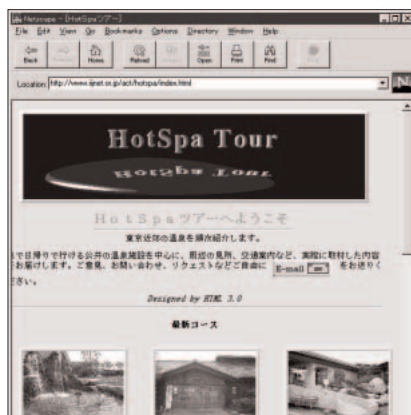 Netscape - [HotSpaツアー]
File Edit View Go Bookmarks Options Directory Window Help
Back Home Reload Open Print Find
Location: http://www.ijnet.or.jp/act/hotspa/index.html
HotSpa Tour
HotSpa Tour
HotSpaツアーへようこそ
東京近郊の温泉を順次紹介します。
で日帰りで行ける公共の温泉施設を中心に、周辺の見所、交通案内など、実際に取材した内容
お届けします。ご意見、お問い合わせ、リクエストなどご自由に E-mail をお送りく
ださい。
Designed by HTML 3.0
最新コース